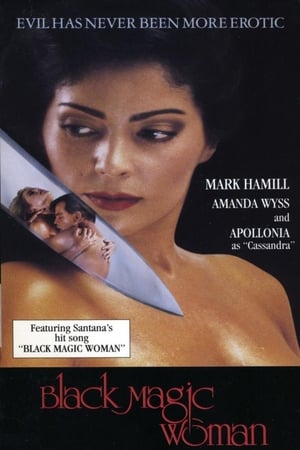 EVIL HAS NEVER BEEN MORE EROTIC
MARK HAMILL
AMANDA WYSS
and
APOLLONIA
as "Cassandra"
Featuring Santana's
hit song
"BLACK MAGIC WOMAN"
Black Magic
Woman